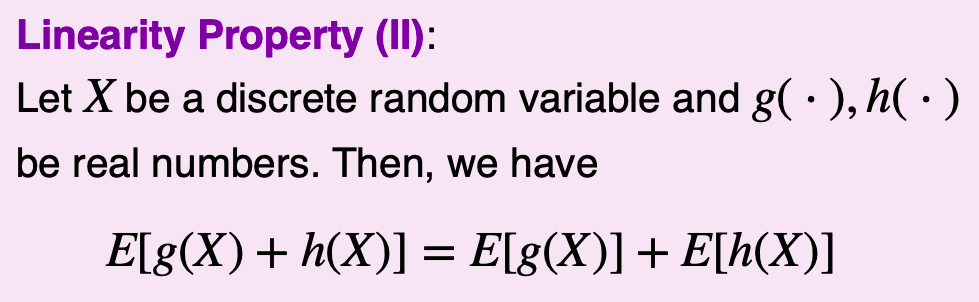 Linearity Property (II):
Let X be a discrete random variable and g( · ), h( · )
be real numbers. Then, we have
E[g(X) + h(X)] = E[g(X)] + E[h(X)]